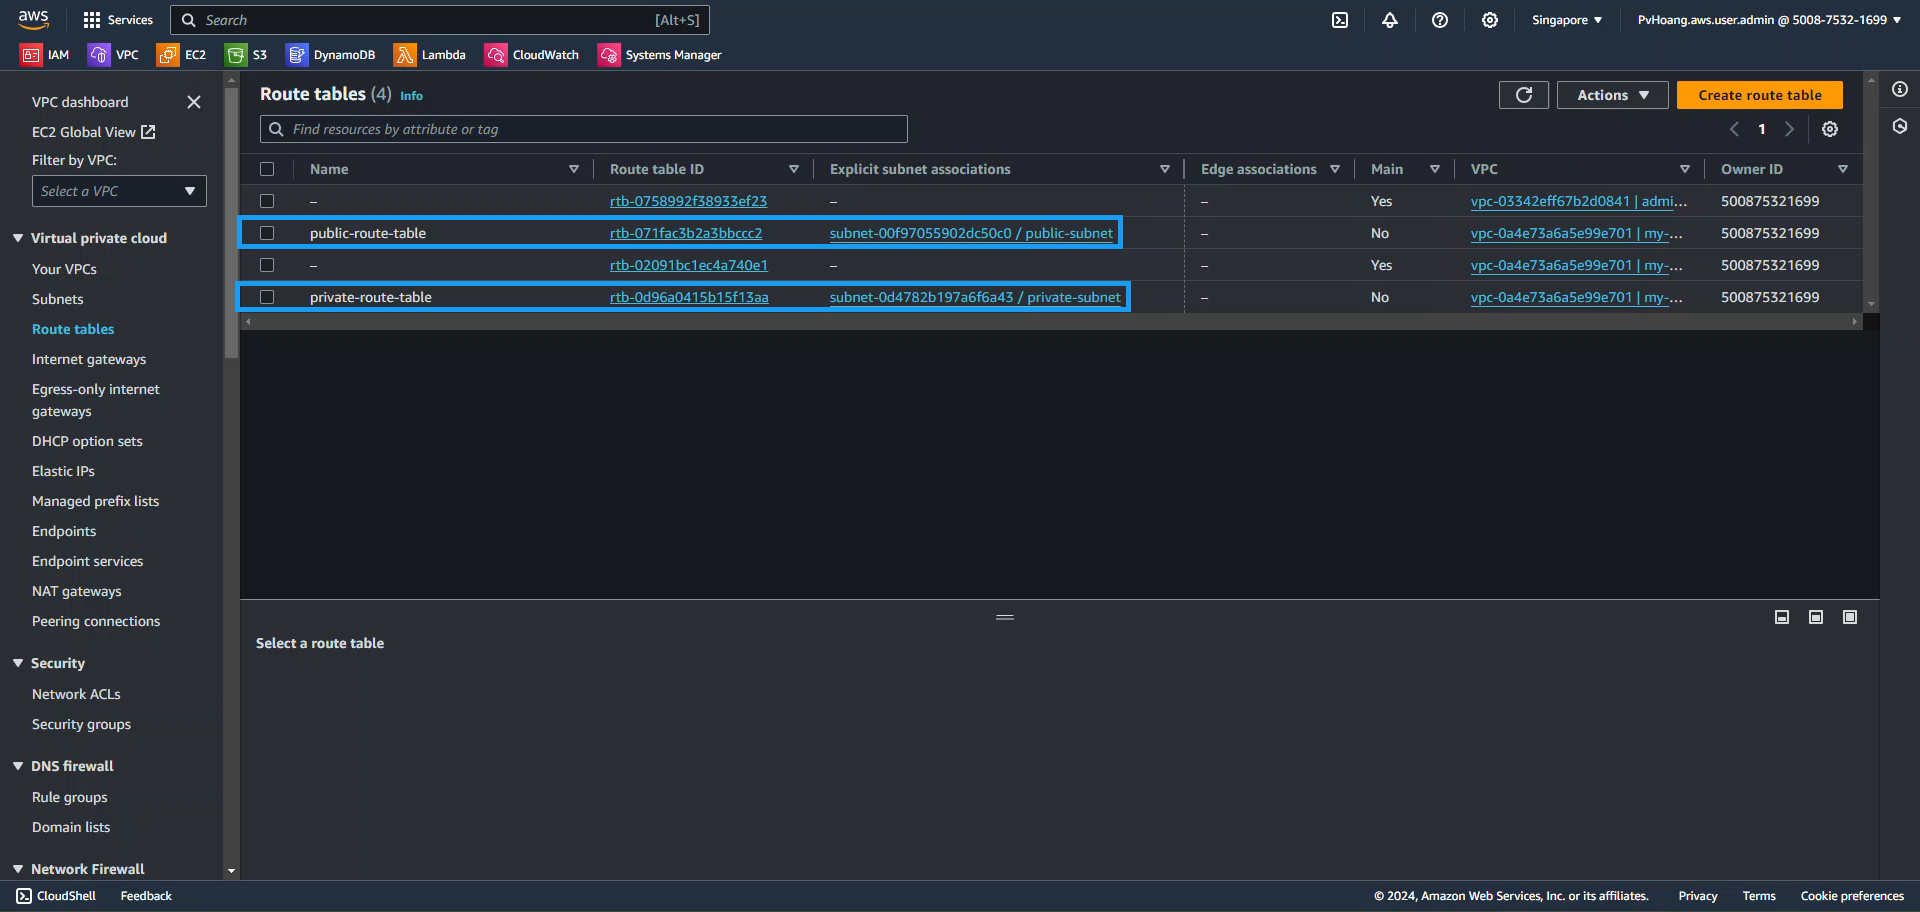 aws Services Search [Alt+S] Singapore PvHoang.aws.user.admin @ 5008-7532-1699
IAM VPC EC2 S3 DynamoDB Lambda CloudWatch Systems Manager
VPC dashboard
EC2 Global View
Filter by VPC:
Select a VPC
Virtual private cloud
Your VPCs
Subnets
Route tables
Internet gateways
Egress-only internet
gateways
DHCP option sets
Elastic IPs
Managed prefix lists
Endpoints
Endpoint services
NAT gateways
Peering connections
Security
Network ACLs
Security groups
DNS firewall
Rule groups
Domain lists
Network Firewall
Route tables (4) Info
Actions Create route table
Find resources by attribute or tag
1
Name Route table ID Explicit subnet associations Edge associations Main VPC Owner ID
– rtb-0758992f38933ef23 – – Yes vpc-03342eff67b2d0841 | admi... 500875321699
public-route-table rtb-071fac3b2a3bbccc2 subnet-00f97055902dc50c0 / public-subnet – No vpc-0a4e73a6a5e99e701 | my-... 500875321699
– rtb-02091bc1ec4a740e1 – – Yes vpc-0a4e73a6a5e99e701 | my-... 500875321699
private-route-table rtb-0d96a0415b15f13aa subnet-0d4782b197a6f6a43 / private-subnet – No vpc-0a4e73a6a5e99e701 | my-... 500875321699
Select a route table
CloudShell Feedback © 2024, Amazon Web Services, Inc. or its affiliates. Privacy Terms Cookie preferences